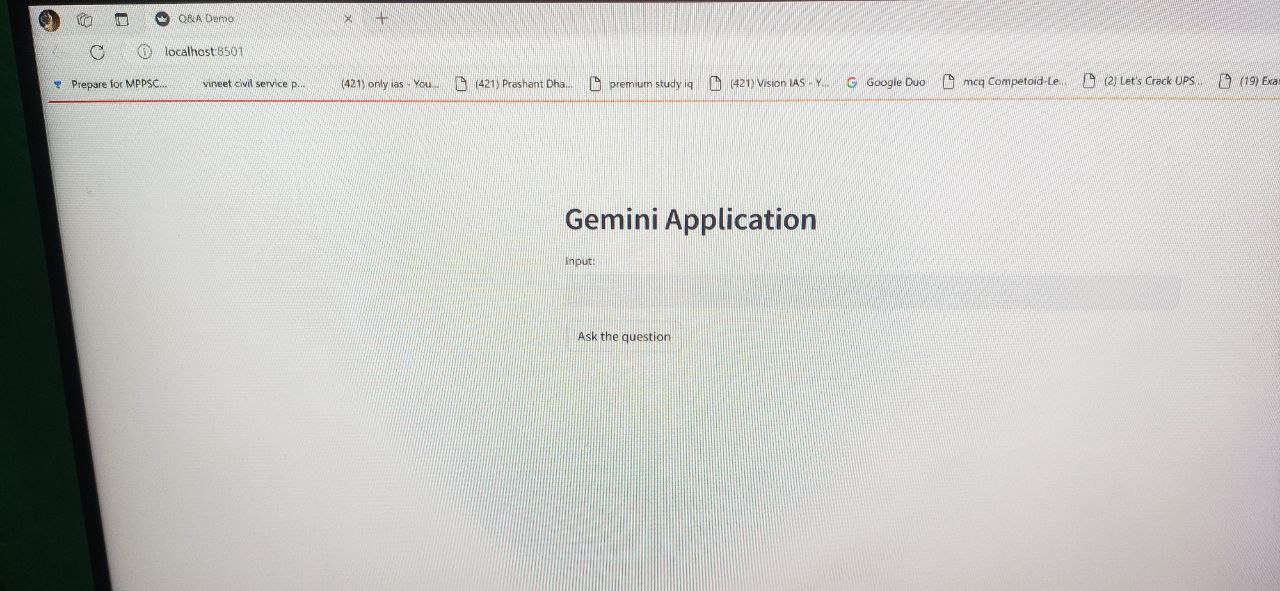 Q&A Demo
localhost:8501
Prepare for MPPSC... vineet civil service p... (421) only ias - You... (421) Prashant Dha... premium study iq (421) Vision IAS - Y... Google Duo mcq Competoid-Le... (2) Let's Crack UPS... (19) Exa
Gemini Application
Input:
Ask the question